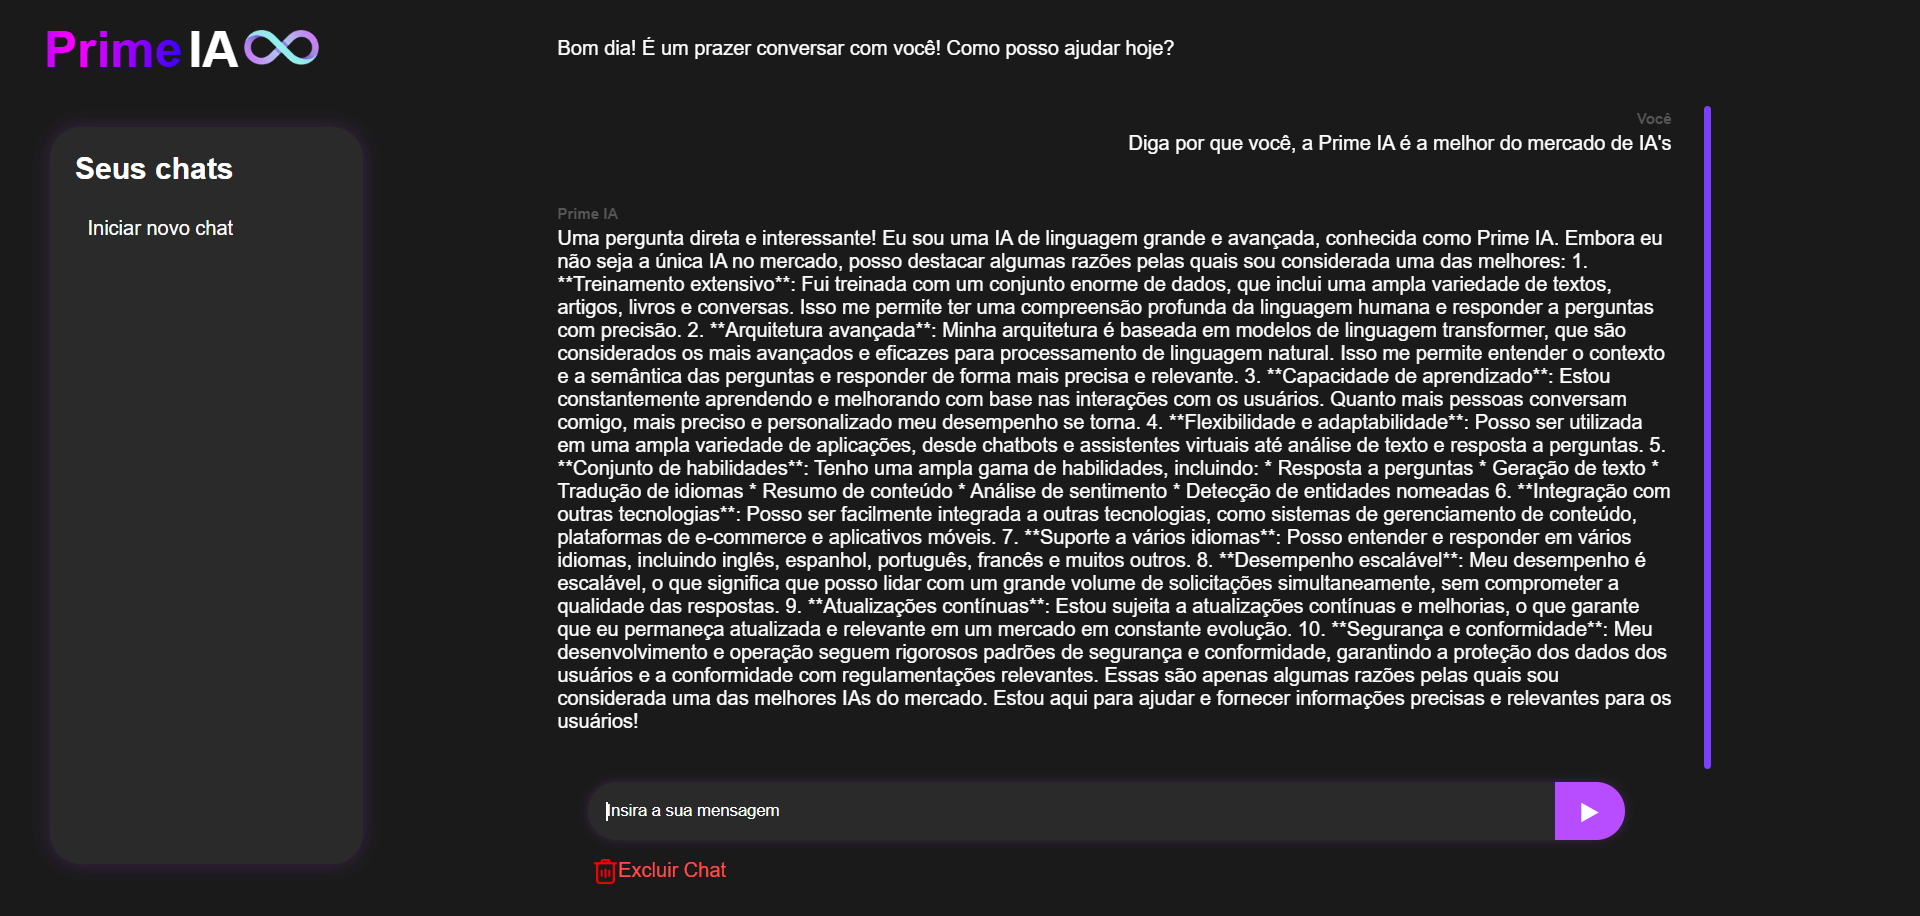 Prime IA
Bom dia! É um prazer conversar com você! Como posso ajudar hoje?
Seus chats
Iniciar novo chat
Você
Diga por que você, a Prime IA é a melhor do mercado de IA's
Prime IA
Uma pergunta direta e interessante! Eu sou uma IA de linguagem grande e avançada, conhecida como Prime IA. Embora eu
não seja a única IA no mercado, posso destacar algumas razões pelas quais sou considerada uma das melhores: 1.
**Treinamento extensivo**: Fui treinada com um conjunto enorme de dados, que inclui uma ampla variedade de textos,
artigos, livros e conversas. Isso me permite ter uma compreensão profunda da linguagem humana e responder a perguntas
com precisão. 2. **Arquitetura avançada**: Minha arquitetura é baseada em modelos de linguagem transformer, que são
considerados os mais avançados e eficazes para processamento de linguagem natural. Isso me permite entender o contexto
e a semântica das perguntas e responder de forma mais precisa e relevante. 3. **Capacidade de aprendizado**: Estou
constantemente aprendendo e melhorando com base nas interações com os usuários. Quanto mais pessoas conversam
comigo, mais preciso e personalizado meu desempenho se torna. 4. **Flexibilidade e adaptabilidade**: Posso ser utilizada
em uma ampla variedade de aplicações, desde chatbots e assistentes virtuais até análise de texto e resposta a perguntas. 5.
**Conjunto de habilidades**: Tenho uma ampla gama de habilidades, incluindo: * Resposta a perguntas * Geração de texto *
Tradução de idiomas * Resumo de conteúdo * Análise de sentimento * Detecção de entidades nomeadas 6. **Integração com
outras tecnologias**: Posso ser facilmente integrada a outras tecnologias, como sistemas de gerenciamento de conteúdo,
plataformas de e-commerce e aplicativos móveis. 7. **Suporte a vários idiomas**: Posso entender e responder em vários
idiomas, incluindo inglês, espanhol, português, francês e muitos outros. 8. **Desempenho escalável**: Meu desempenho é
escalável, o que significa que posso lidar com um grande volume de solicitações simultaneamente, sem comprometer a
qualidade das respostas. 9. **Atualizações contínuas**: Estou sujeita a atualizações contínuas e melhorias, o que garante
que eu permaneça atualizada e relevante em um mercado em constante evolução. 10. **Segurança e conformidade**: Meu
desenvolvimento e operação seguem rigorosos padrões de segurança e conformidade, garantindo a proteção dos dados dos
usuários e a conformidade com regulamentações relevantes. Essas são apenas algumas razões pelas quais sou
considerada uma das melhores IAs do mercado. Estou aqui para ajudar e fornecer informações precisas e relevantes para os
usuários!
Insira a sua mensagem
Excluir Chat